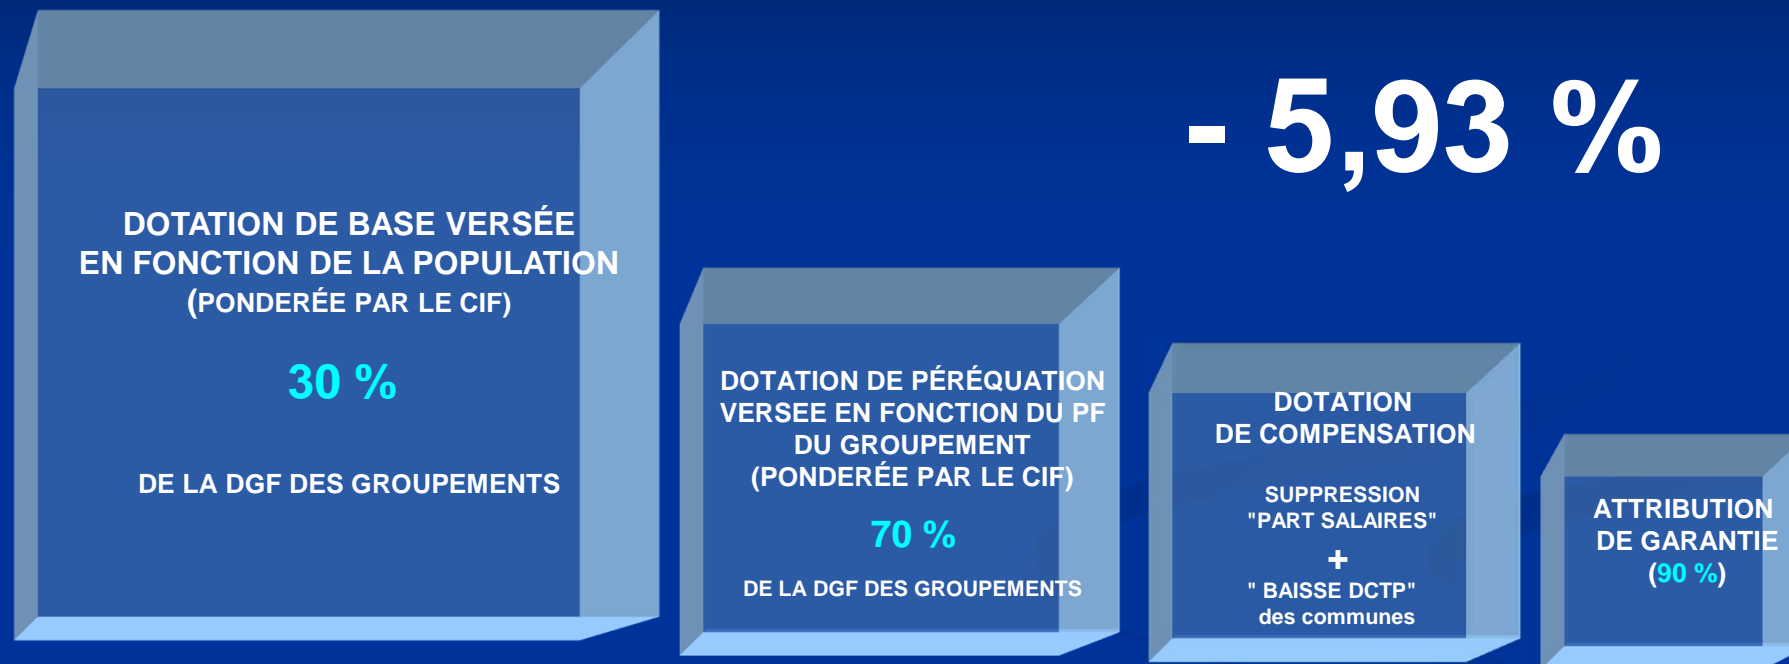 - 5,93 %
DOTATION DE BASE VERSÉE
EN FONCTION DE LA POPULATION
(PONDERÉE PAR LE CIF)
30 %
DE LA DGF DES GROUPEMENTS
DOTATION DE PÉRÉQUATION
VERSEE EN FONCTION DU PF
DU GROUPEMENT
(PONDERÉE PAR LE CIF)
70 %
DE LA DGF DES GROUPEMENTS
DOTATION
DE COMPENSATION
SUPPRESSION
"PART SALAIRES"
+
" BAISSE DCTP"
des communes
ATTRIBUTION
DE GARANTIE
(90 %)